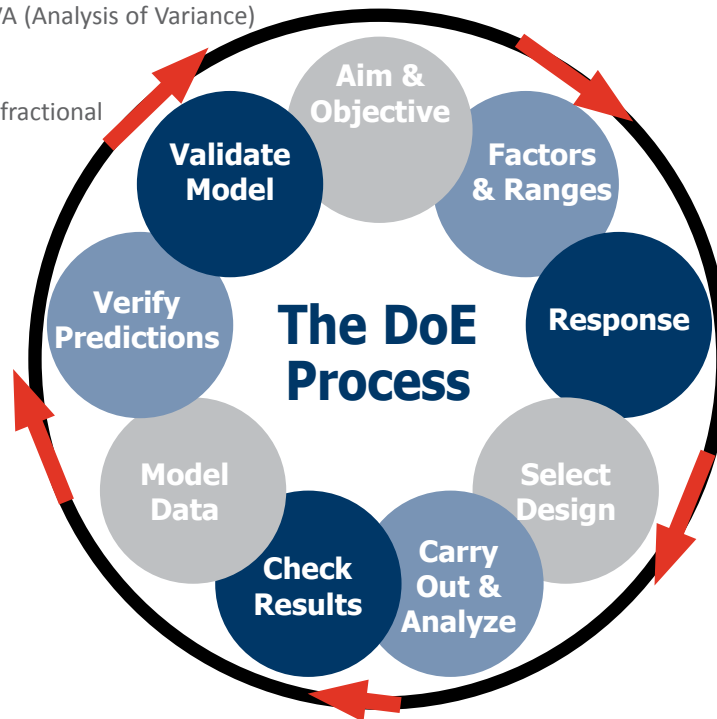 (Analysis of Variance)
fractional
Aim &
Objective
Factors
& Ranges
Response
Select
Design
Carry
Out &
Analyze
Check
Results
Model
Data
Verify
Predictions
Validate
Model
The DoE
Process